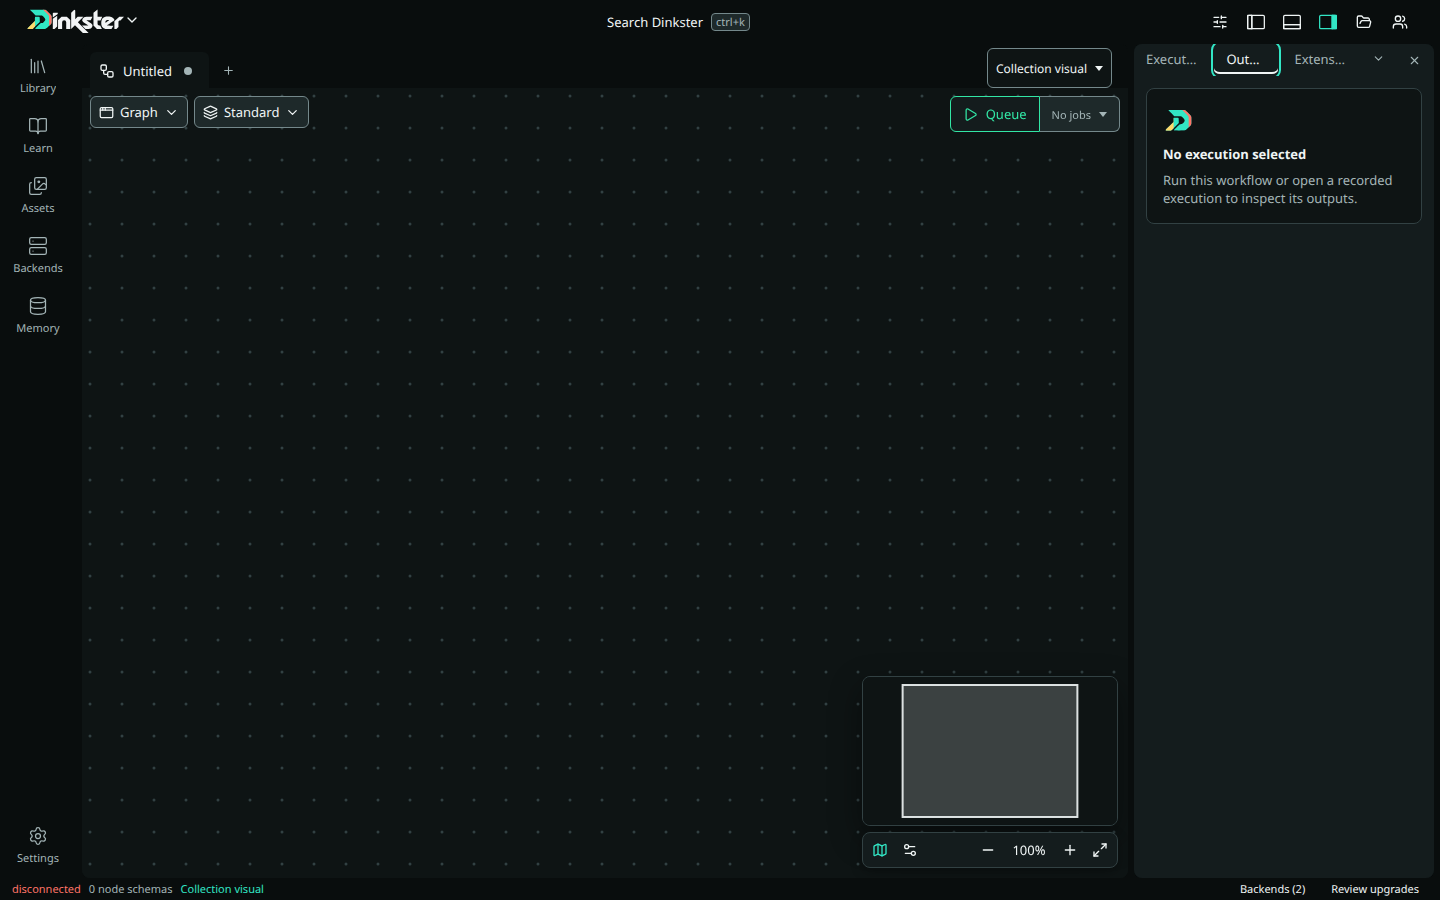 Dinkster
Search Dinkster ctrl+k
Library
Learn
Assets
Backends
Memory
Settings
Untitled
Collection visual
Graph
Standard
Queue
No jobs
Execut...
Out...
Extens...
No execution selected
Run this workflow or open a recorded
execution to inspect its outputs.
100%
disconnected 0 node schemas Collection visual
Backends (2) Review upgrades